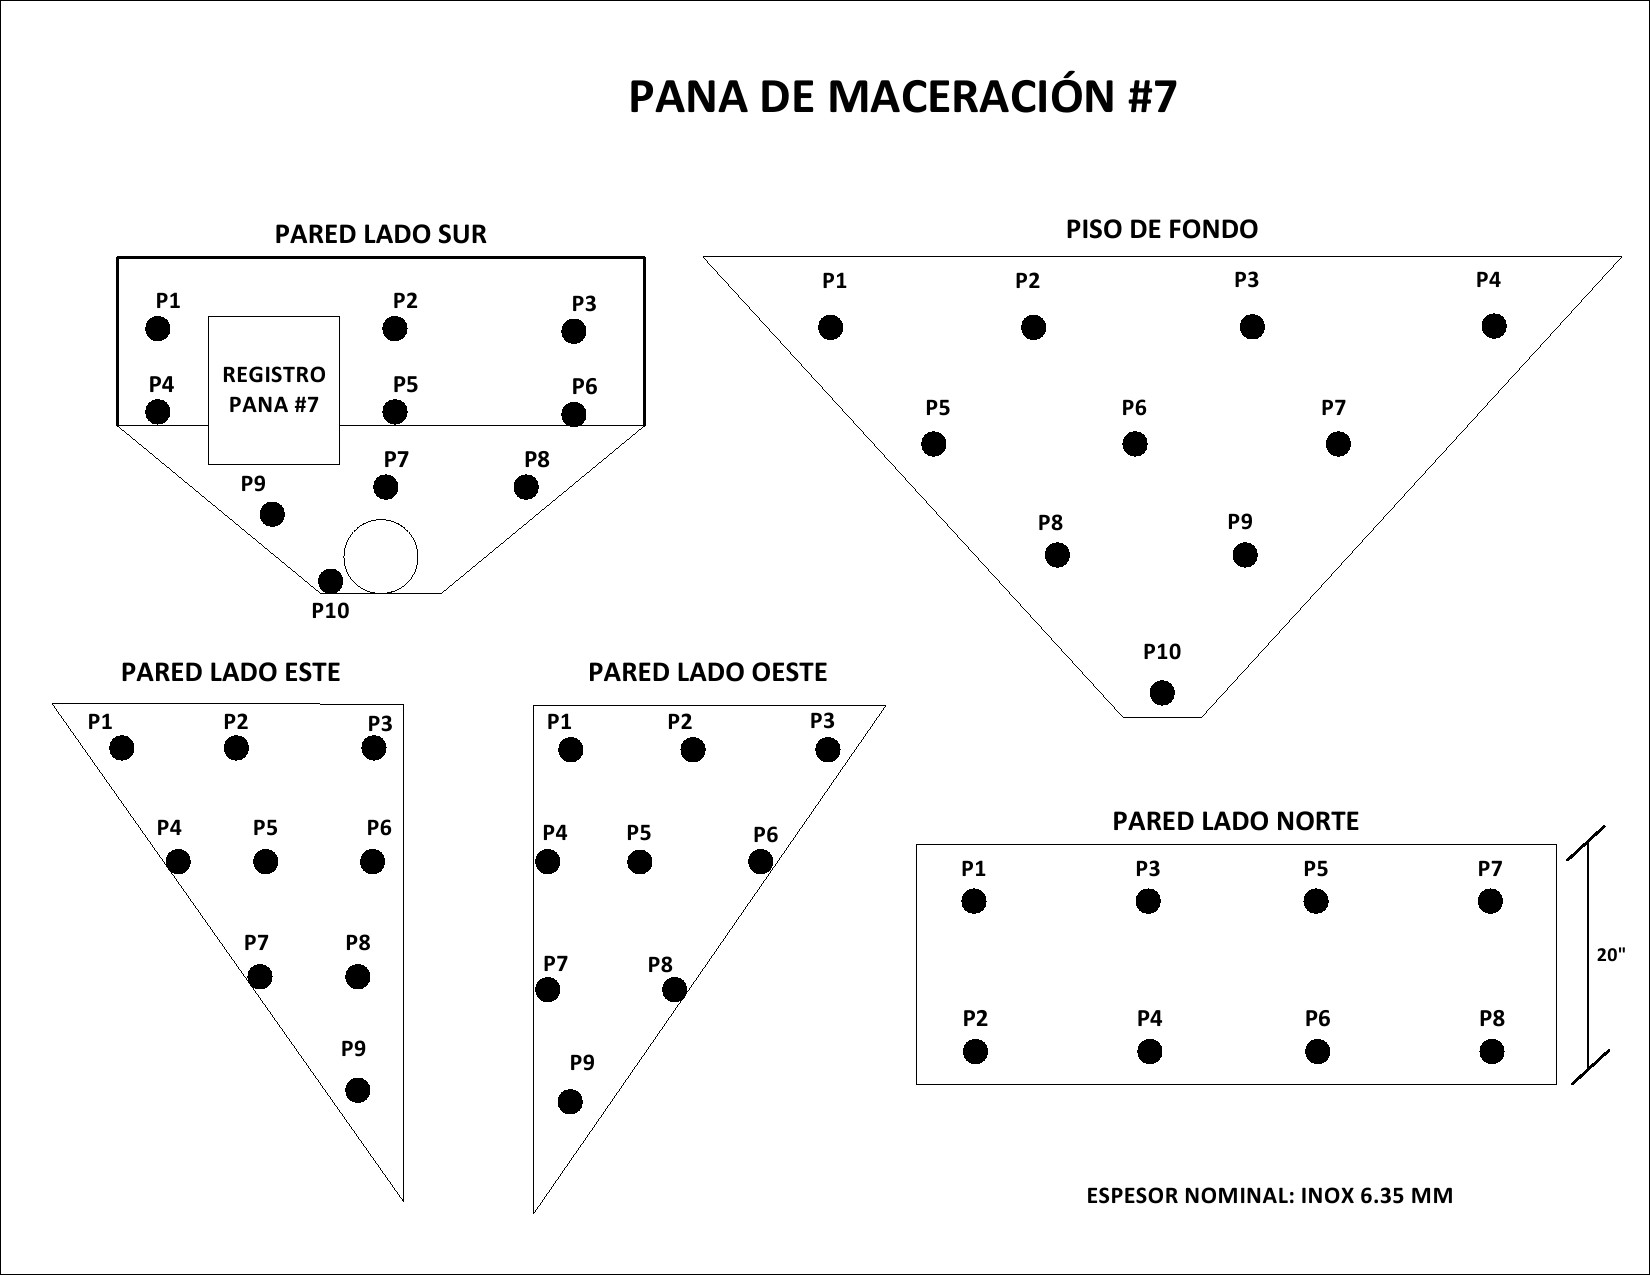 PANA DE MACERACIÓN #7
PARED LADO SUR
P1
P2
P3
REGISTRO
PANA #7
P4
P5
P6
P7
P8
P9
P10
PISO DE FONDO
P1
P2
P3
P4
P5
P6
P7
P8
P9
P10
PARED LADO ESTE
P1
P2
P3
P4
P5
P6
P7
P8
P9
PARED LADO OESTE
P1
P2
P3
P4
P5
P6
P7
P8
P9
PARED LADO NORTE
P1
P3
P5
P7
20"
P2
P4
P6
P8
ESPESOR NOMINAL: INOX 6.35 MM